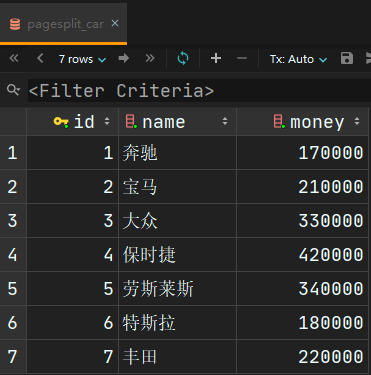 pagesplit_car
7 rows
Tx: Auto
<Filter Criteria>
id name money
1 1 奔驰 170000
2 2 宝马 210000
3 3 大众 330000
4 4 保时捷 420000
5 5 劳斯莱斯 340000
6 6 特斯拉 180000
7 7 丰田 220000